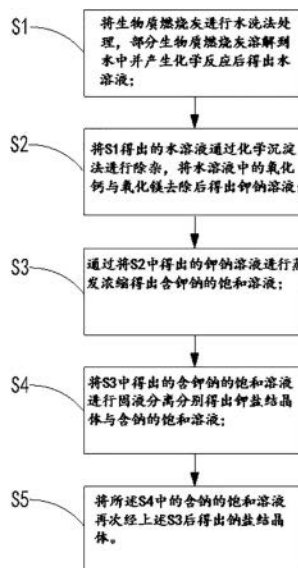 S1
将生物质燃烧灰进行水洗法
处理，部分生物质燃烧灰溶解到
水中并产生化学反应后得出水
溶液；
S2
将S1得出的水溶液通过化学沉淀
法进行除杂，将水溶液中的氧化
钙与氧化镁去除后得出钾钠溶液；
S3
通过将S2中得出的钾钠溶液进行蒸
发浓缩得出含钾钠的饱和溶液；
S4
将S3中得出的含钾钠的饱和溶液
进行固液分离分别得出钾盐结晶
体与含钠的饱和溶液；
S5
将所述S4中的含钠的饱和溶液
再次经上述S3后得出钠盐结晶
体。